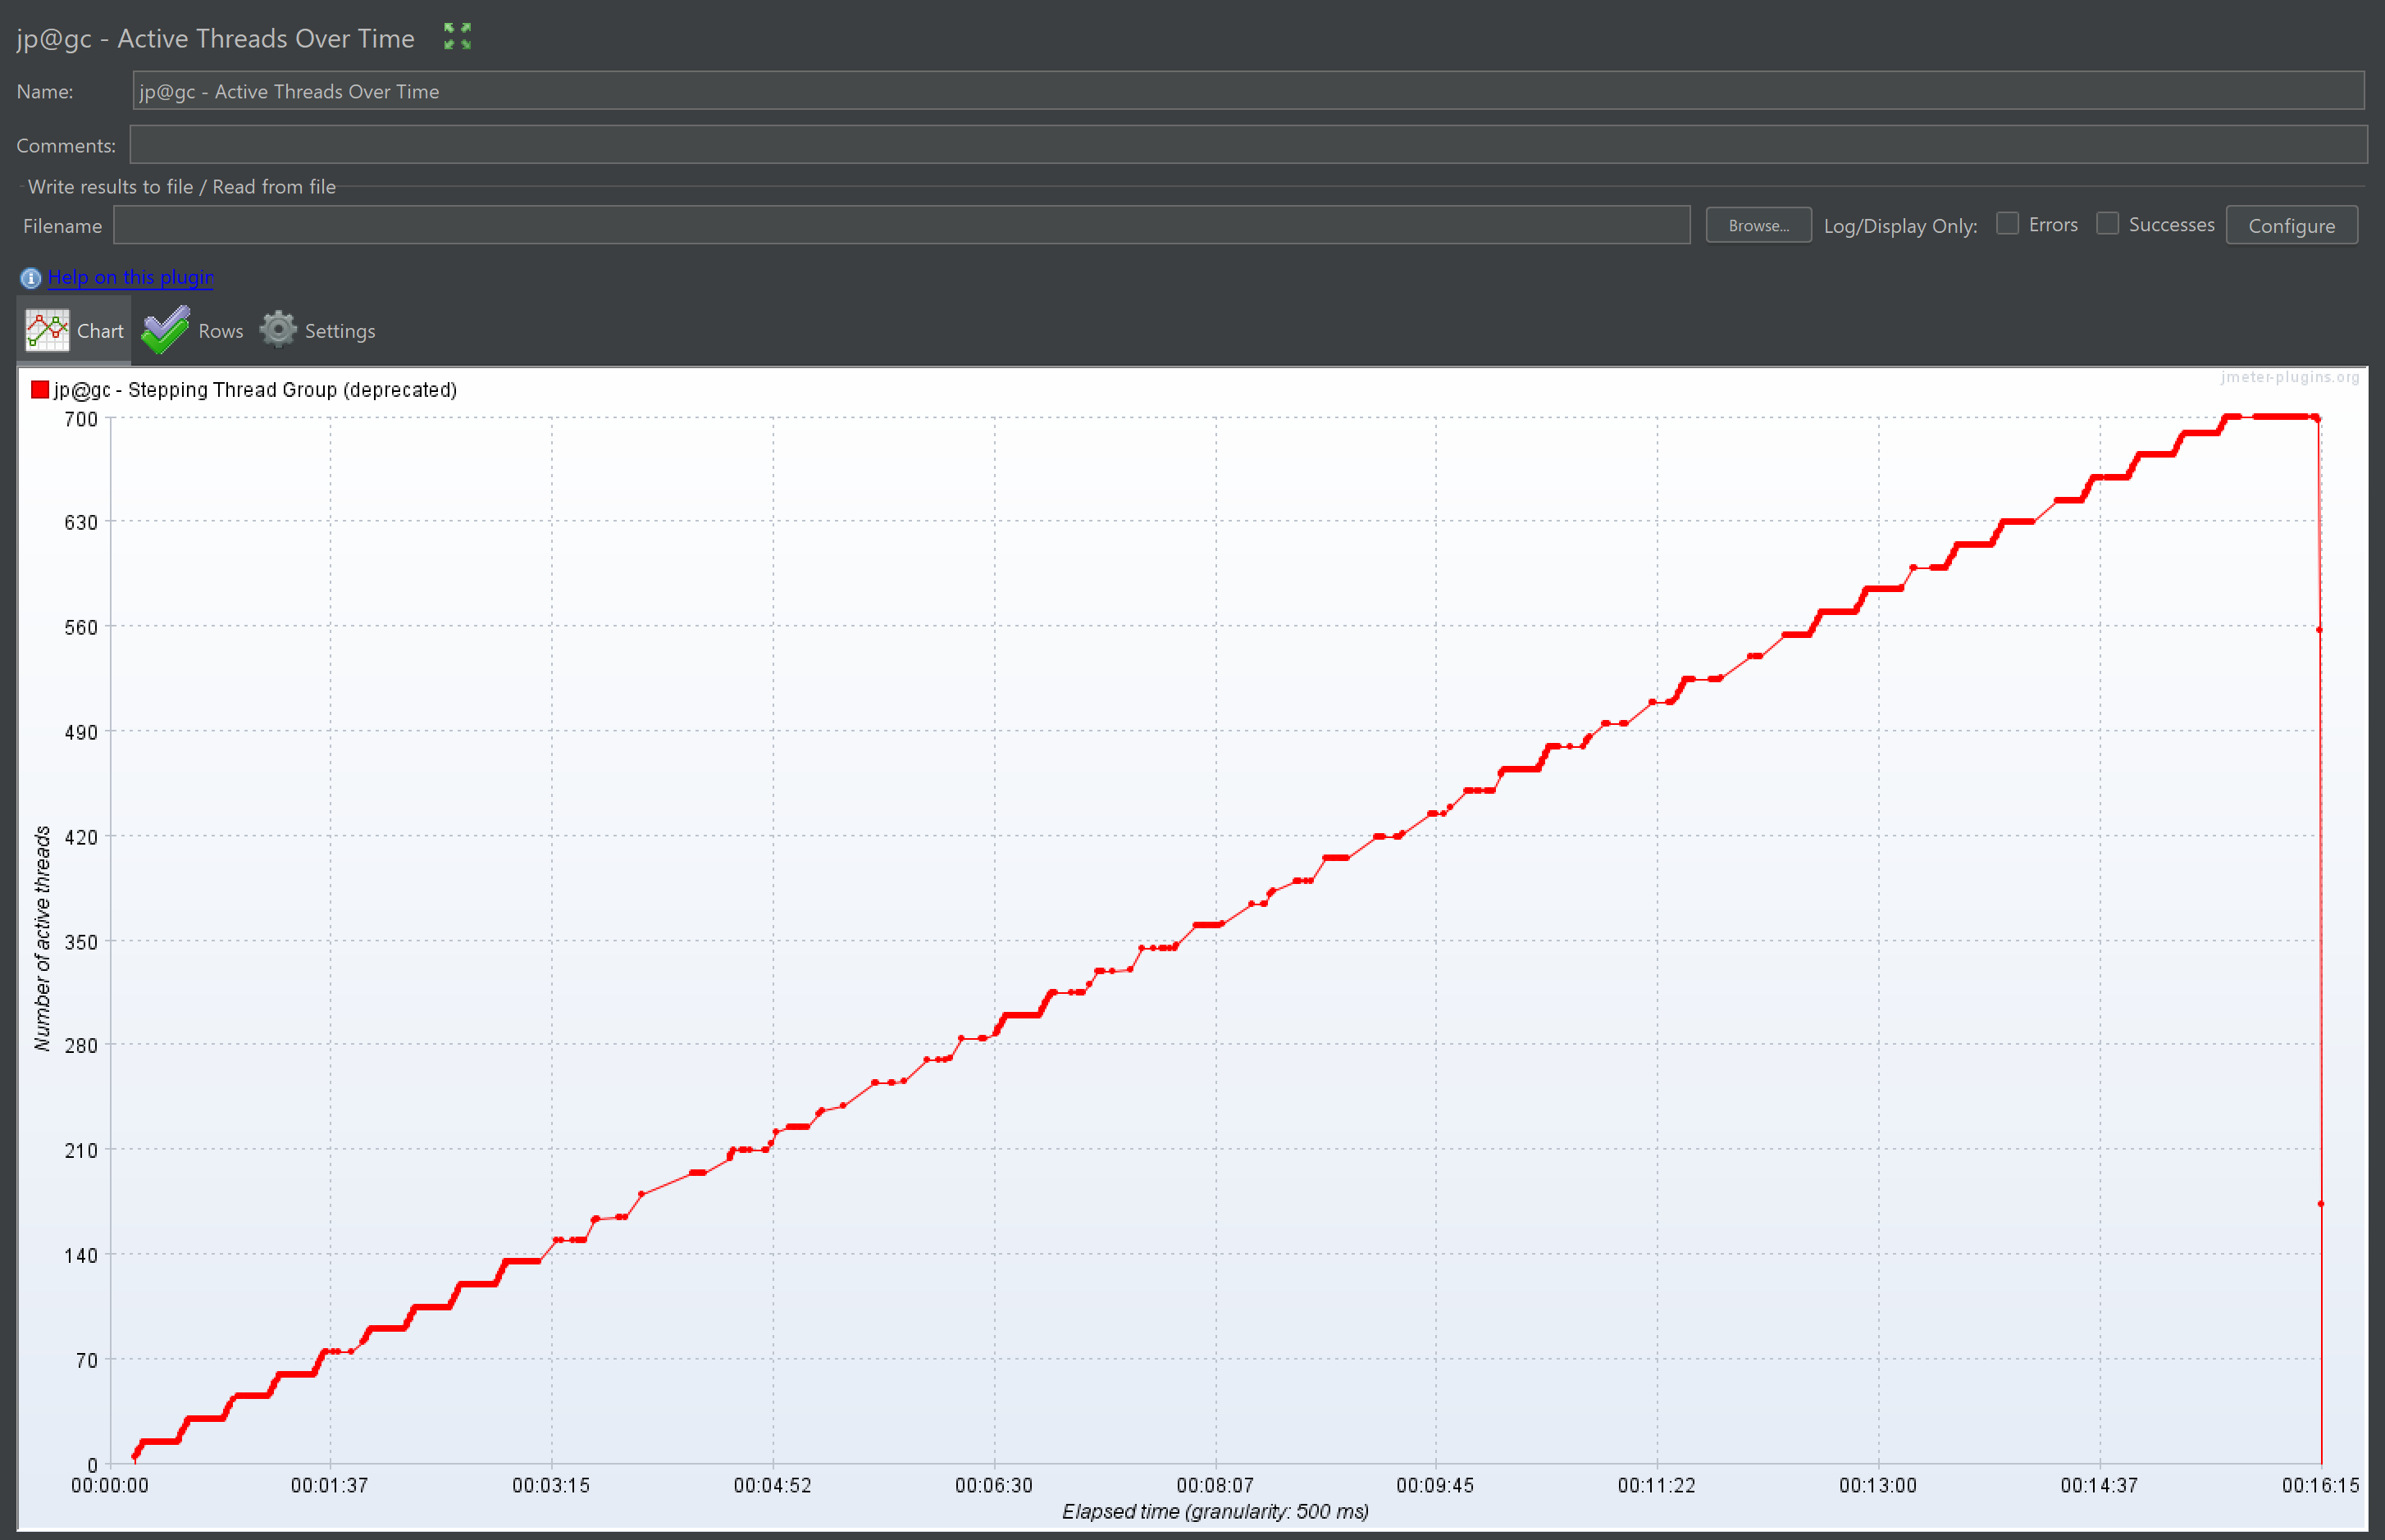 jp@gc - Active Threads Over Time
Name: jp@gc - Active Threads Over Time
Comments:
Write results to file / Read from file
Filename Browse... Log/Display Only: Errors Successes Configure
Help on this plugin
Chart Rows Settings
jmeter-plugins.org
jp@gc - Stepping Thread Group (deprecated)
700
630
560
490
420
350
280
210
140
70
0
Number of active threads
00:00:00 00:01:37 00:03:15 00:04:52 00:06:30 00:08:07 00:09:45 00:11:22 00:13:00 00:14:37 00:16:15
Elapsed time (granularity: 500 ms)